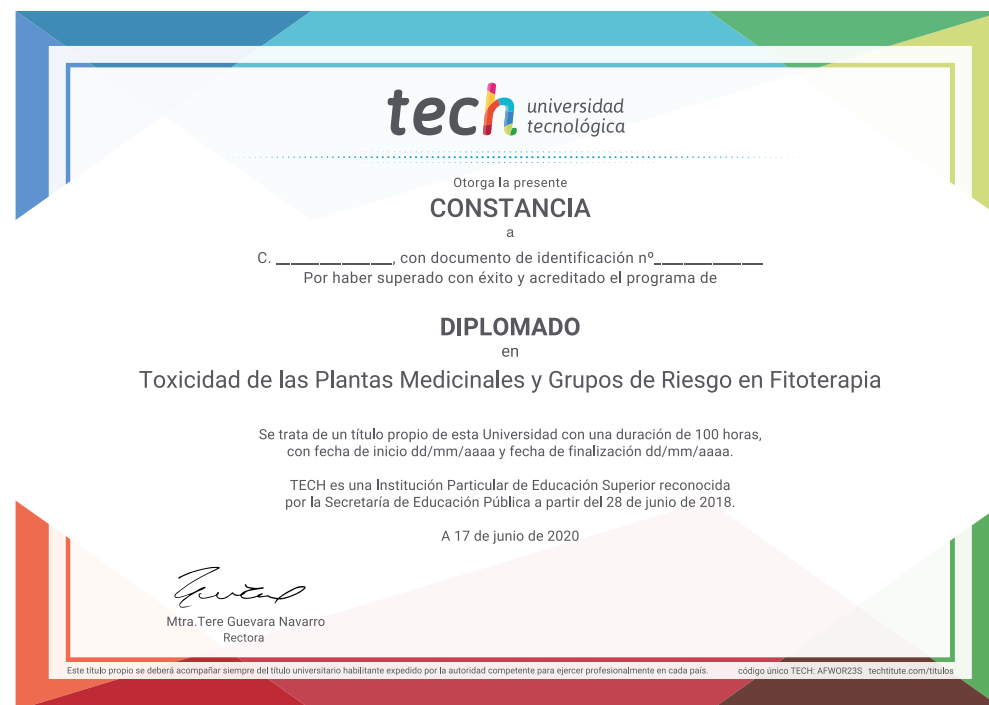 tech universidad
tecnológica
Otorga la presente
CONSTANCIA
a
C. ______________, con documento de identificación nº_____________
Por haber superado con éxito y acreditado el programa de
DIPLOMADO
en
Toxicidad de las Plantas Medicinales y Grupos de Riesgo en Fitoterapia
Se trata de un título propio de esta Universidad con una duración de 100 horas,
con fecha de inicio dd/mm/aaaa y fecha de finalización dd/mm/aaaa.
TECH es una Institución Particular de Educación Superior reconocida
por la Secretaría de Educación Pública a partir del 28 de junio de 2018.
A 17 de junio de 2020
Mtra.Tere Guevara Navarro
Rectora
Este título propio se deberá acompañar siempre del título universitario habilitante expedido por la autoridad competente para ejercer profesionalmente en cada país.
código único TECH: AFWOR23S techtitute.com/titulos